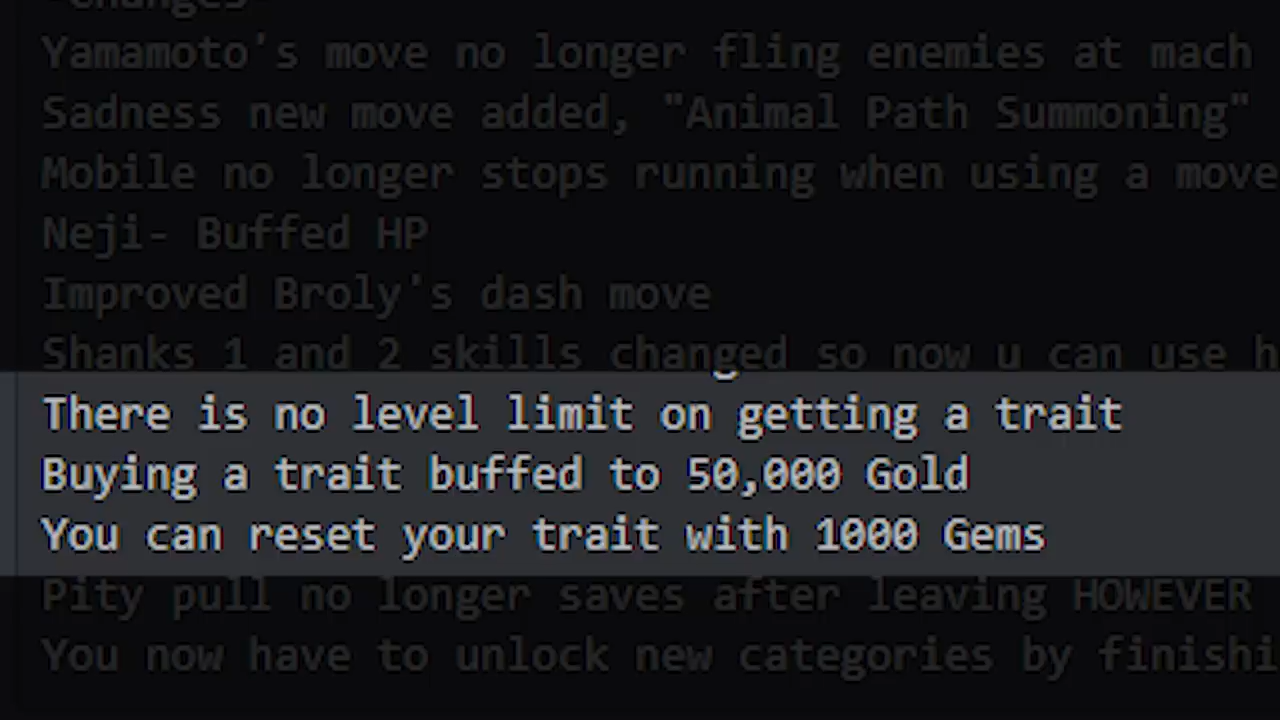 Changes
Yamamoto's move no longer fling enemies at mach
Sadness new move added, "Animal Path Summoning"
Mobile no longer stops running when using a move
Neji- Buffed HP
Improved Broly's dash move
Shanks 1 and 2 skills changed so now u can use h
There is no level limit on getting a trait
Buying a trait buffed to 50,000 Gold
You can reset your trait with 1000 Gems
Pity pull no longer saves after leaving HOWEVER
You now have to unlock new categories by finishi